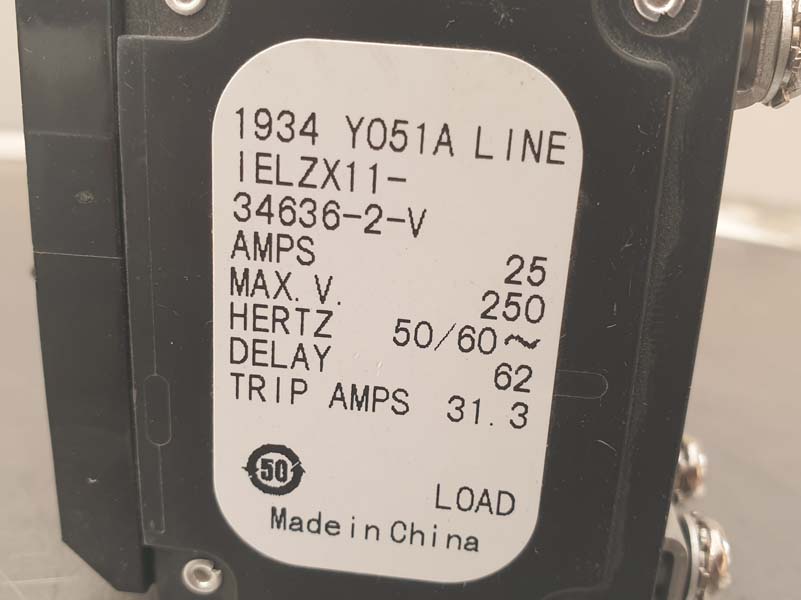 1934 Y051A LINE
IELZX11-
34636-2-V
AMPS 25
MAX. V. 250
HERTZ 50/60～
DELAY 62
TRIP AMPS 31.3
50
LOAD
Made in China